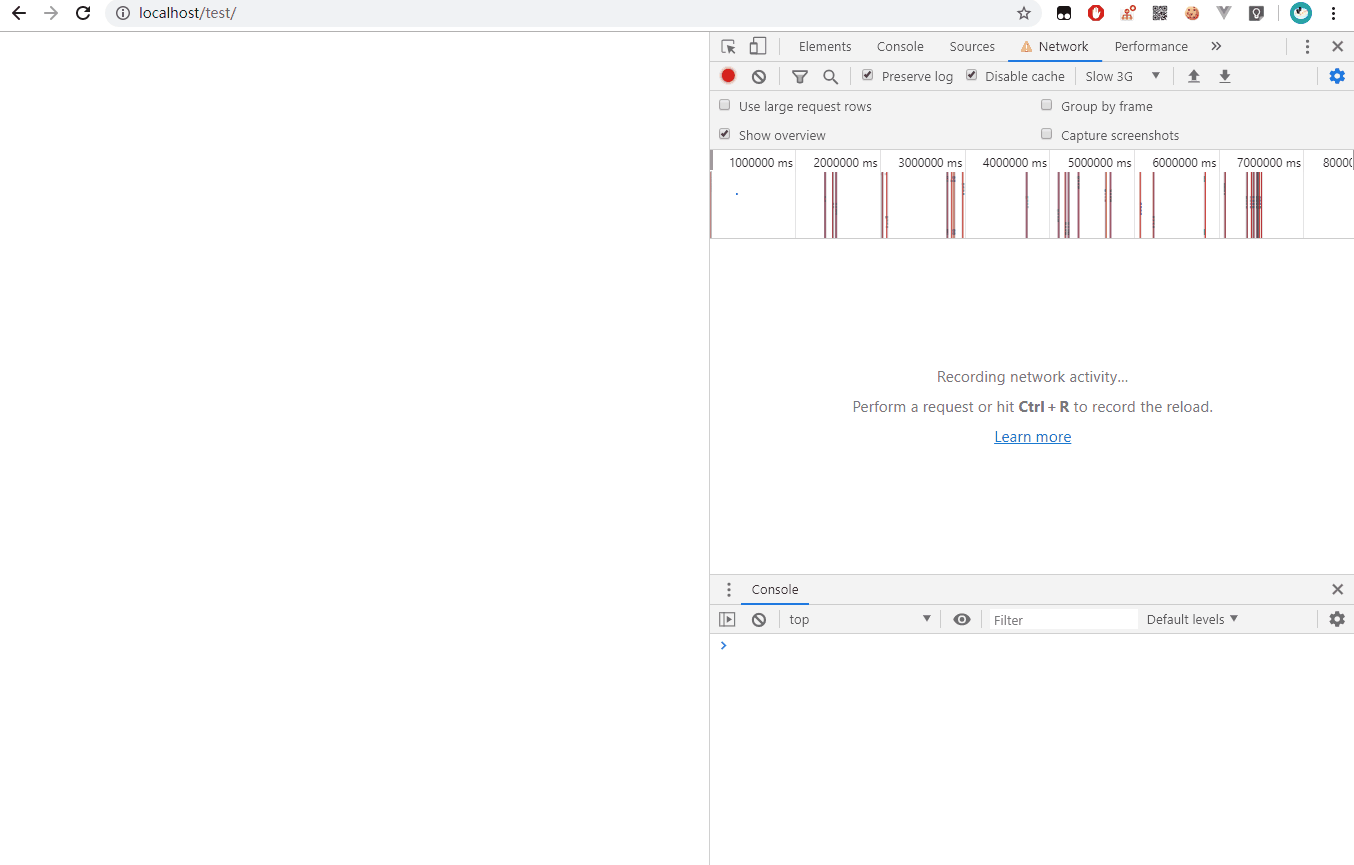 localhost/test/
Elements Console Sources Network Performance »
Preserve log Disable cache Slow 3G
Use large request rows Group by frame
Show overview Capture screenshots
1000000 ms 2000000 ms 3000000 ms 4000000 ms 5000000 ms 6000000 ms 7000000 ms 80000
Recording network activity...
Perform a request or hit Ctrl + R to record the reload.
Learn more
Console
top Filter Default levels